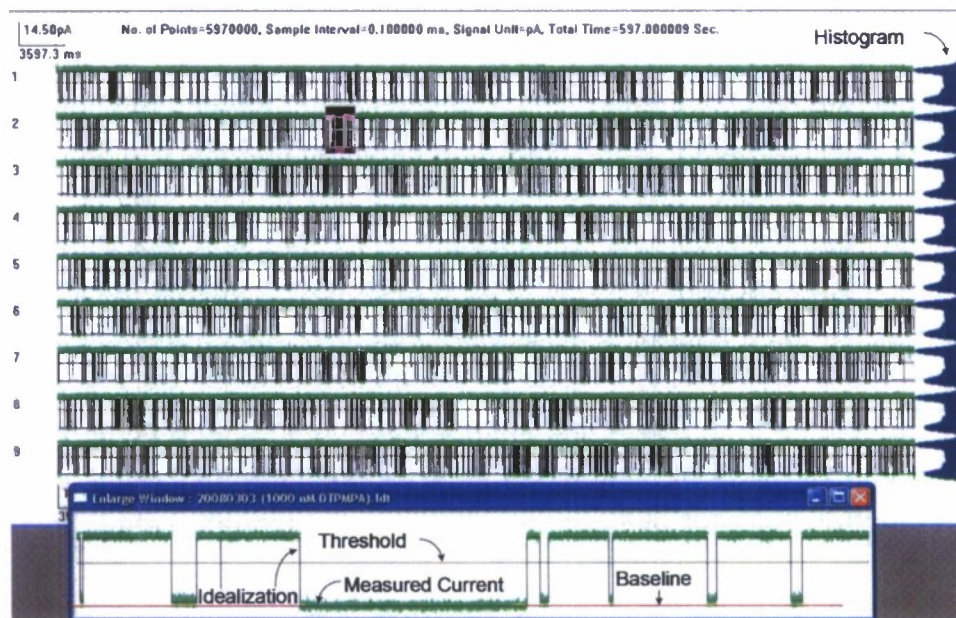 14.50pA No. of Points=5970000, Sample Interval=0.100000 ms, Signal Unit=pA, Total Time=597.000009 Sec.
Histogram
3597.3 ms
1
2
3
4
5
6
7
8
9
Enlarge Window : 20080303 (1000 nM DTPMPA).ldt
Threshold
Idealization
Measured Current
Baseline